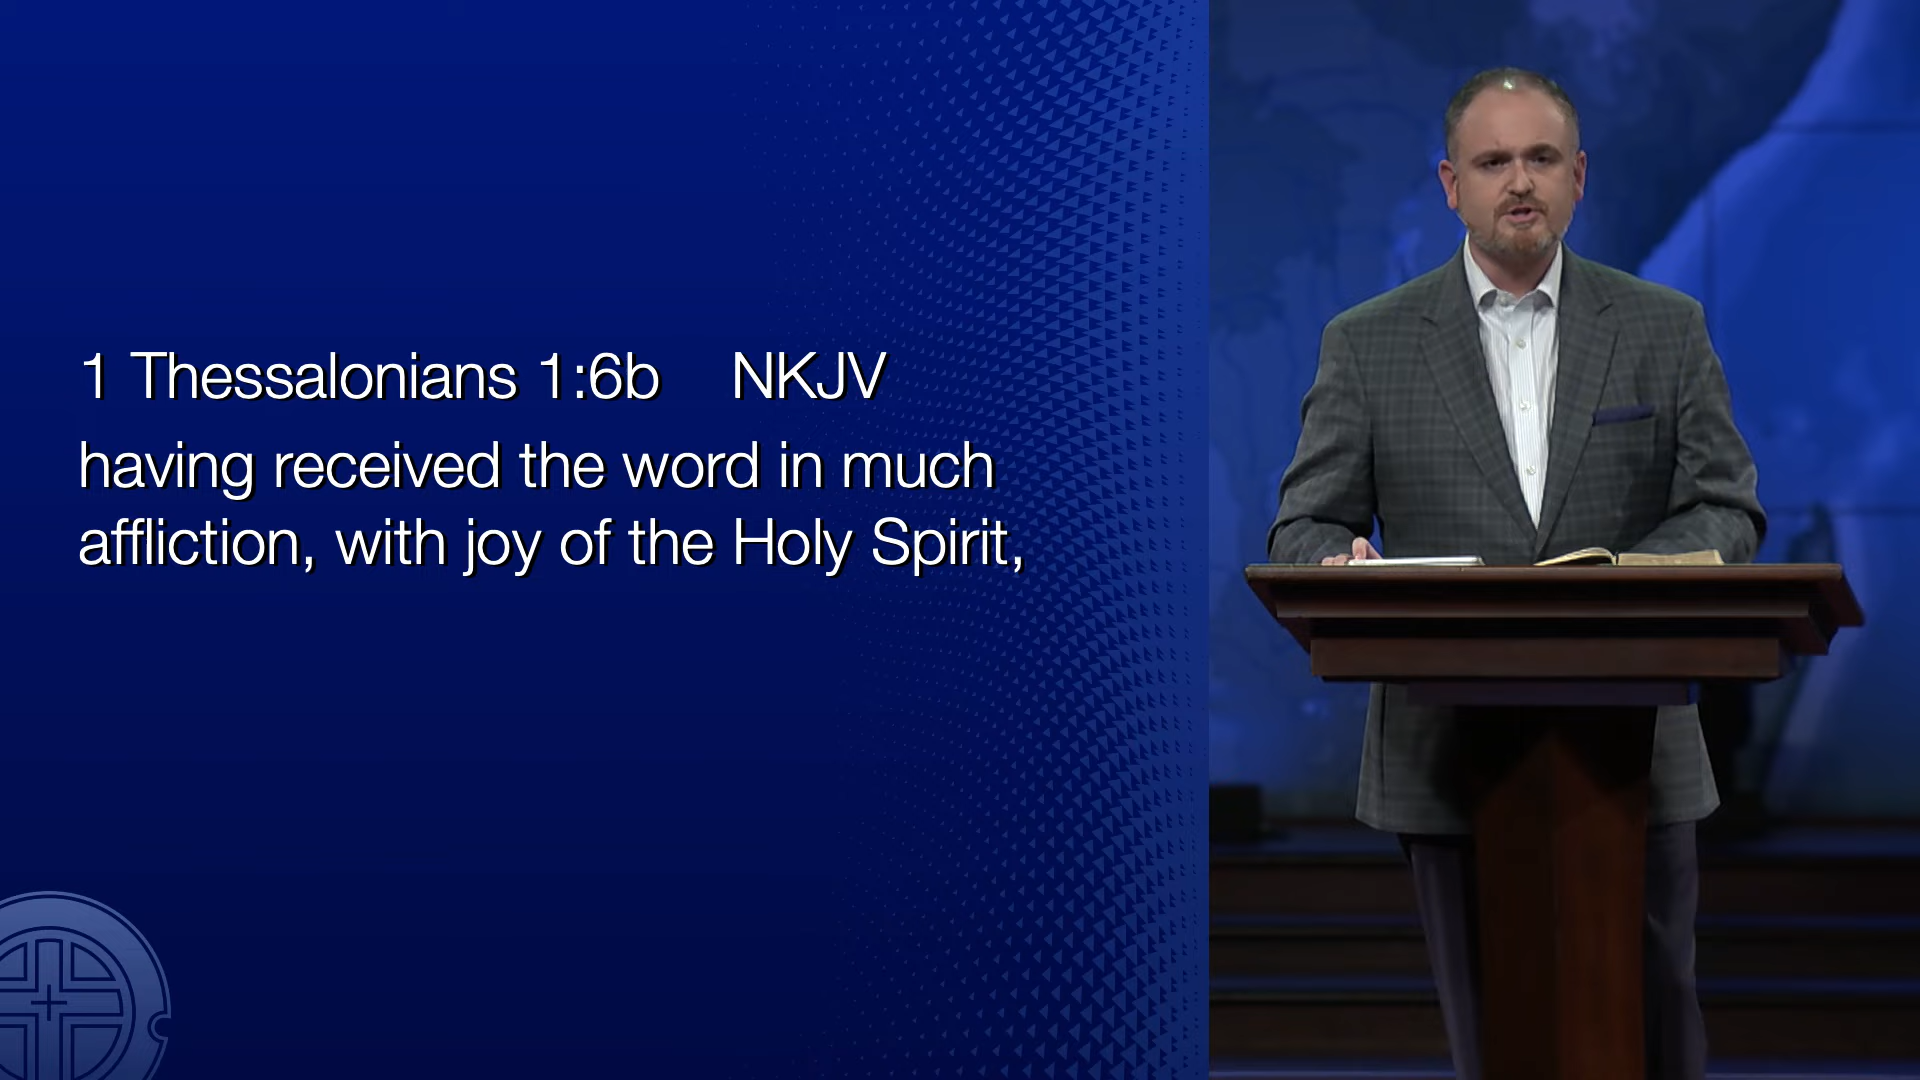 1 Thessalonians 1:6b NKJV
having received the word in much
affliction, with joy of the Holy Spirit,